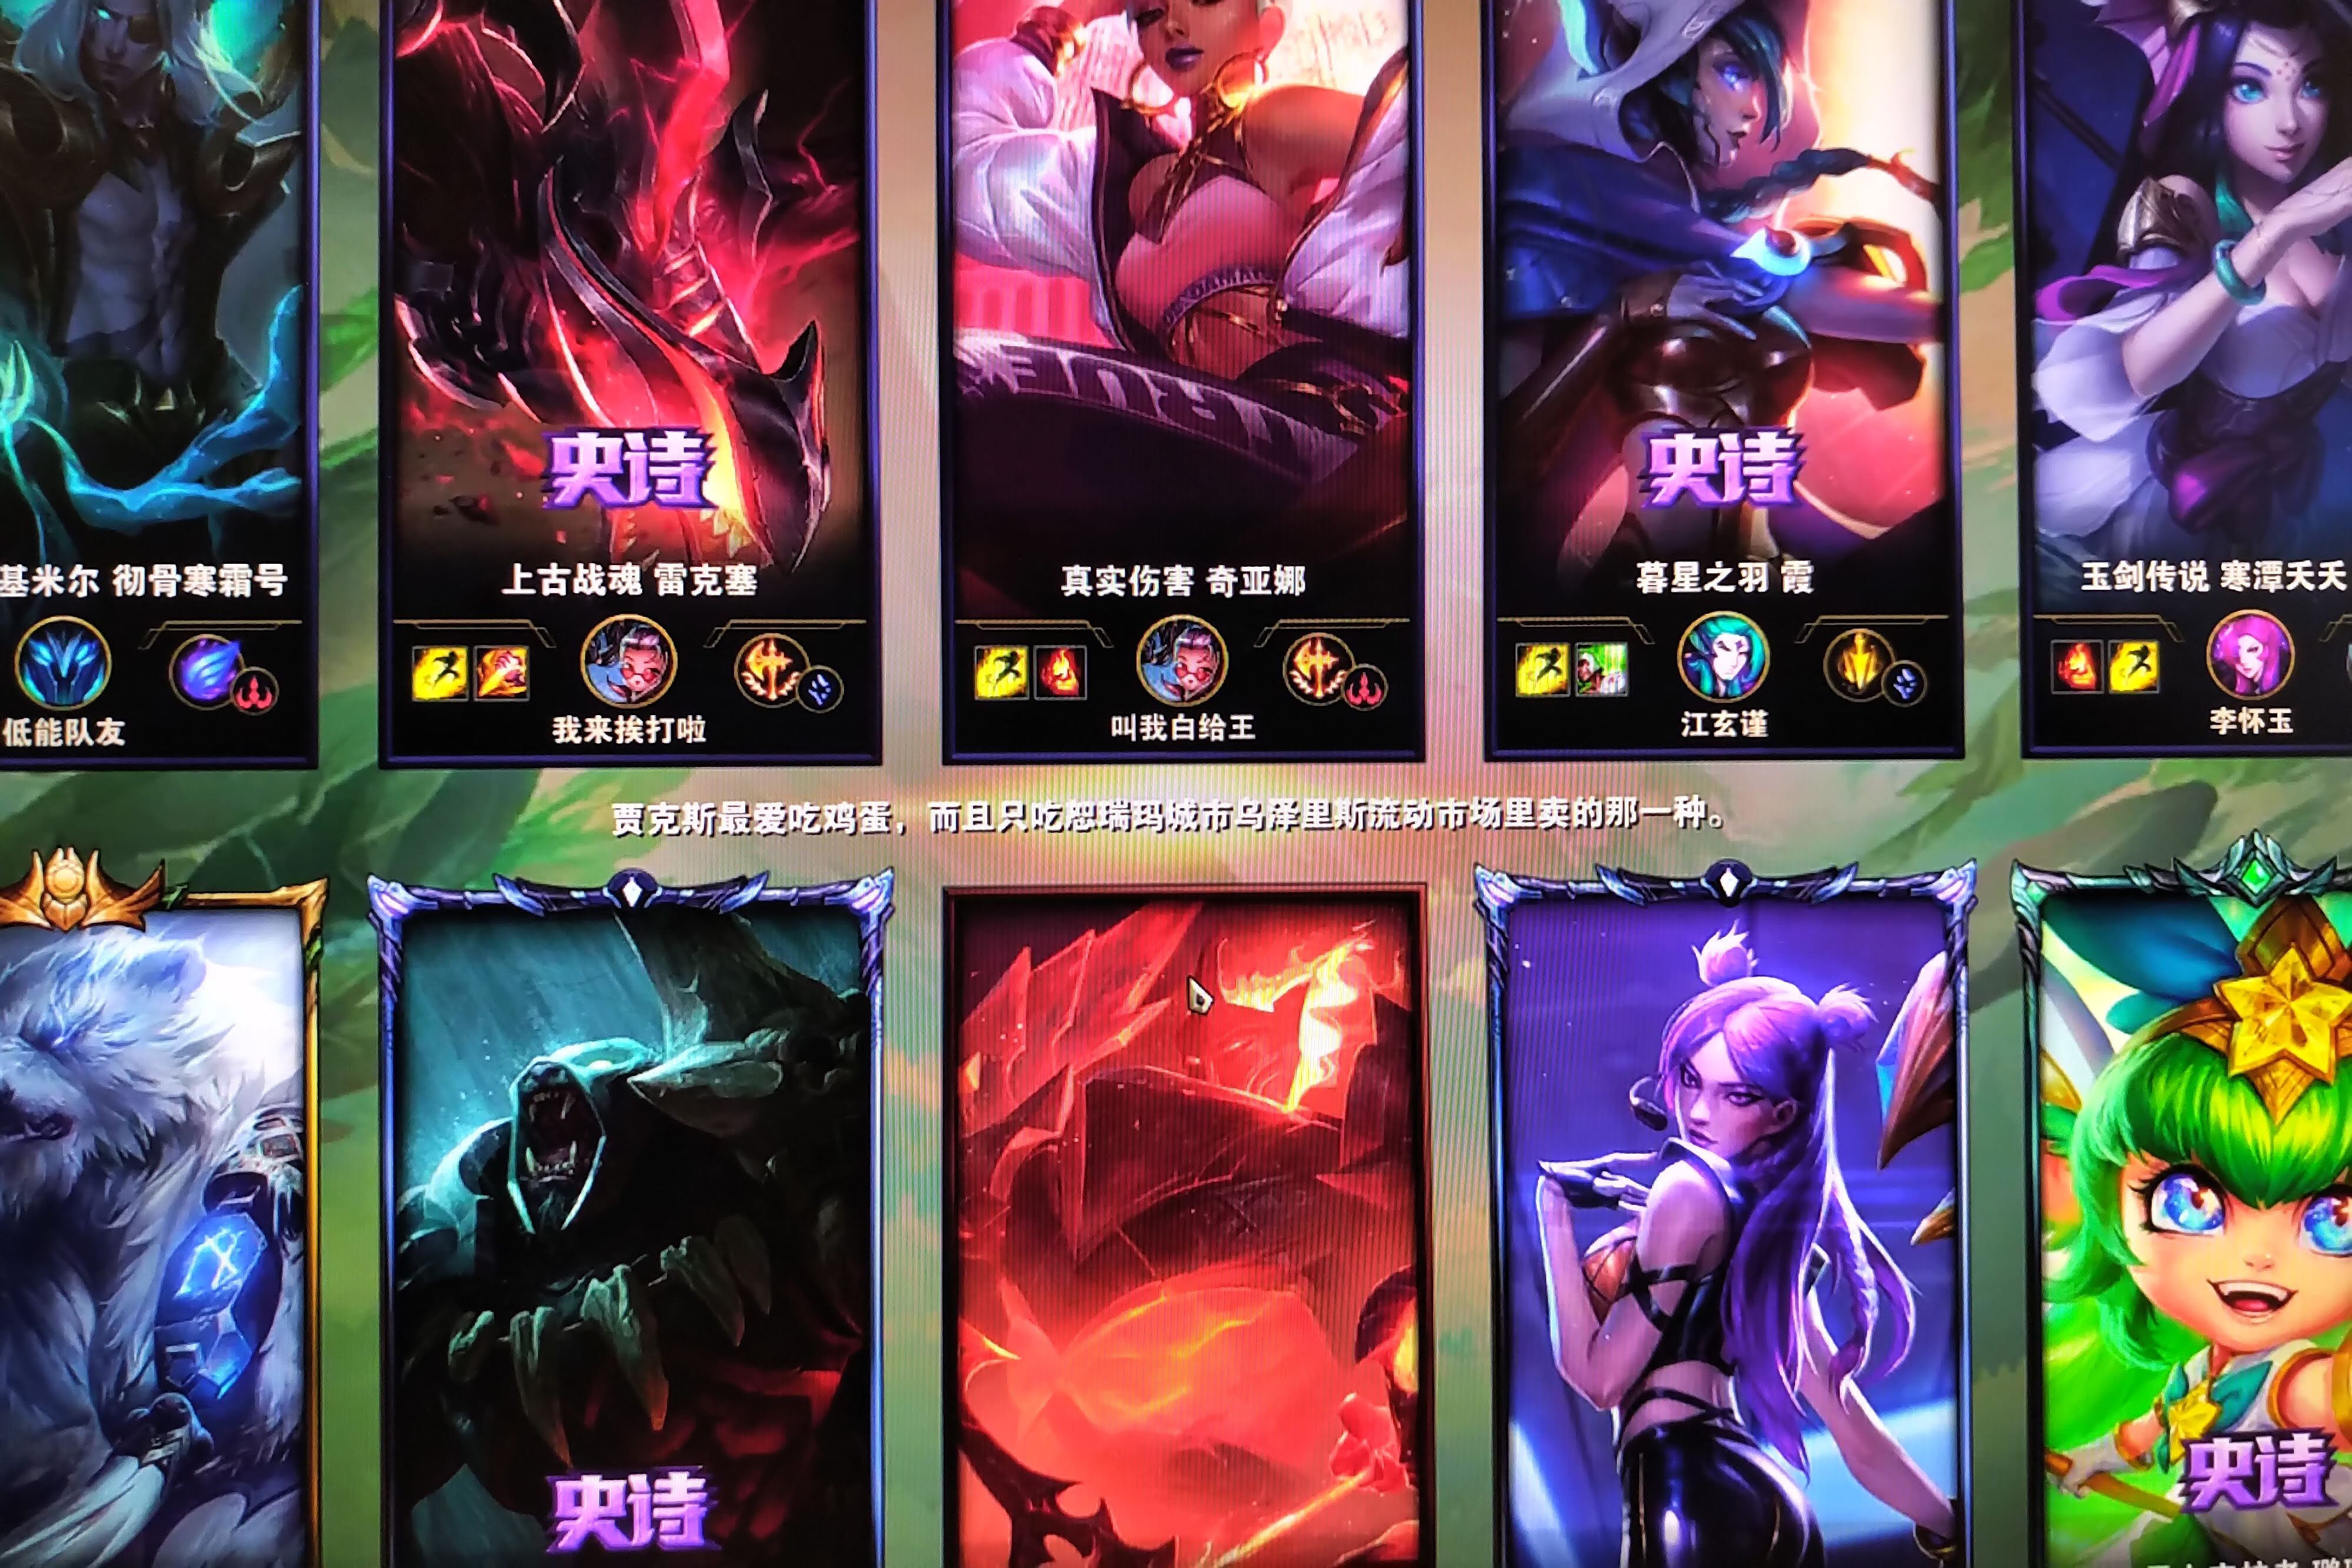 史诗
史诗
基米尔 彻骨寒霜号
上古战魂 雷克塞
真实伤害 奇亚娜
暮星之羽 霞
玉剑传说 寒潭夭夭
低能队友
我来挨打啦
叫我白给王
江玄谨
李怀玉
贾克斯最爱吃鸡蛋，而且只吃恕瑞玛城市乌泽里斯流动市场里卖的那一种。
史诗
史诗